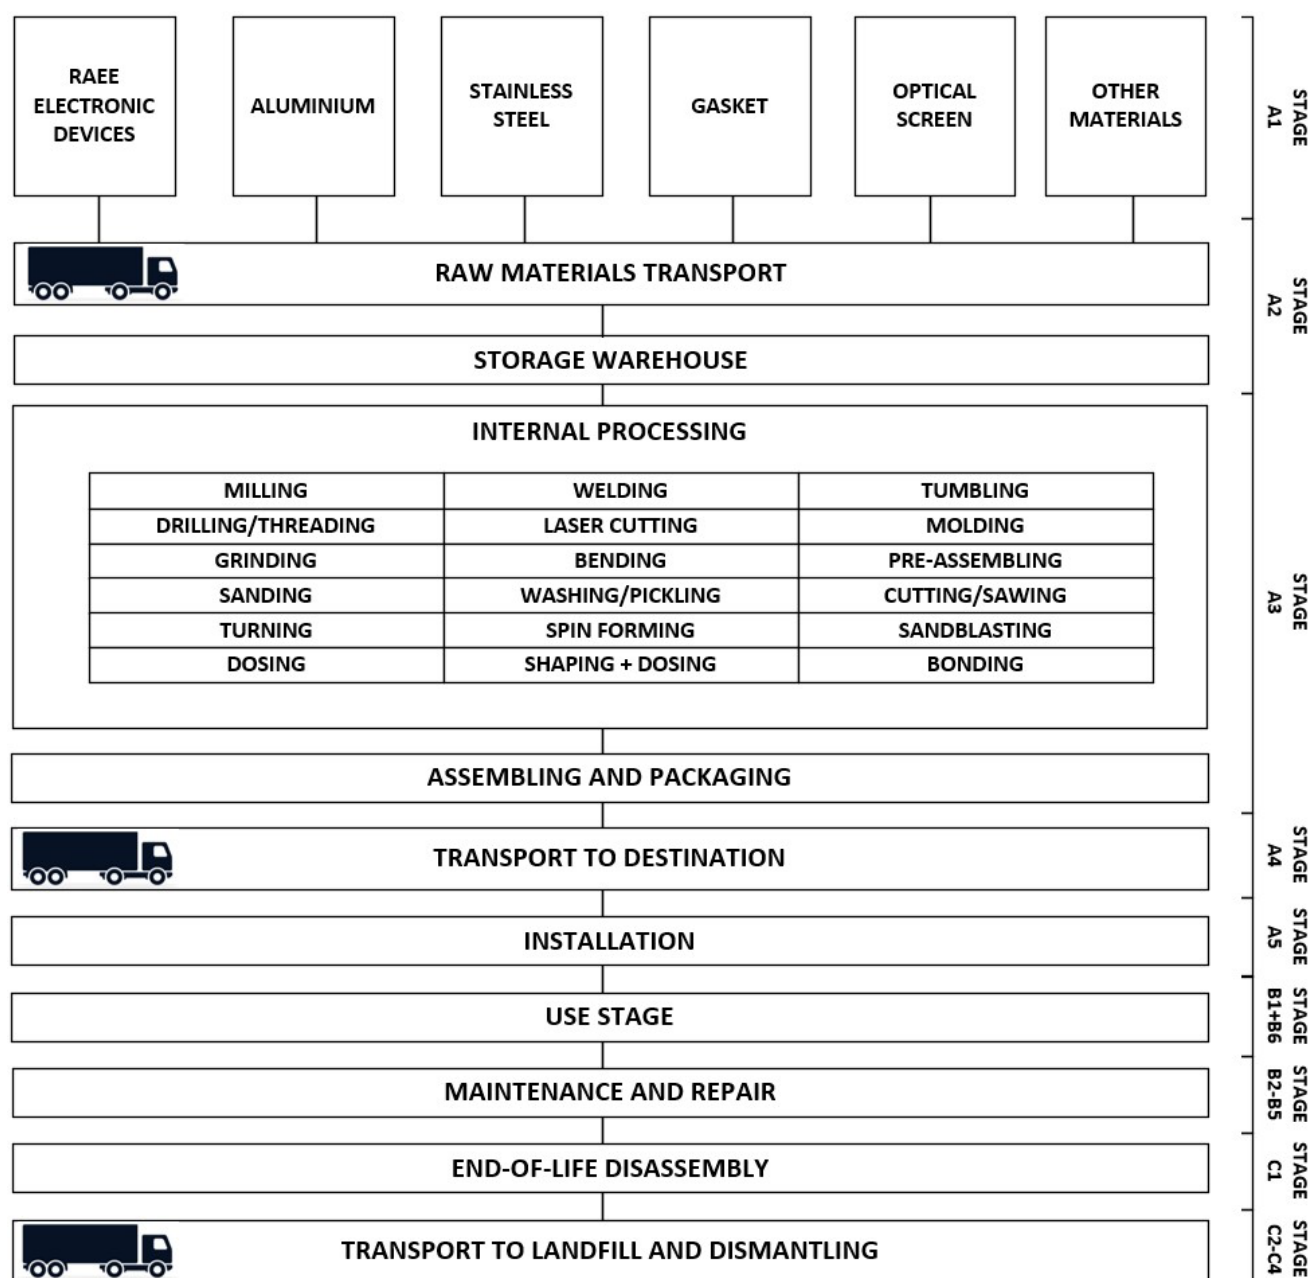 RAEE
ELECTRONIC
DEVICES
ALUMINIUM
STAINLESS
STEEL
GASKET
OPTICAL
SCREEN
OTHER
MATERIALS
STAGE
A1
RAW MATERIALS TRANSPORT
STORAGE WAREHOUSE
STAGE
A2
INTERNAL PROCESSING
MILLING WELDING TUMBLING
DRILLING/THREADING LASER CUTTING MOLDING
GRINDING BENDING PRE-ASSEMBLING
SANDING WASHING/PICKLING CUTTING/SAWING
TURNING SPIN FORMING SANDBLASTING
DOSING SHAPING + DOSING BONDING
ASSEMBLING AND PACKAGING
STAGE
A3
TRANSPORT TO DESTINATION
STAGE
A4
INSTALLATION
STAGE
A5
USE STAGE
STAGE
B1+B6
MAINTENANCE AND REPAIR
STAGE
B2-B5
END-OF-LIFE DISASSEMBLY
STAGE
C1
TRANSPORT TO LANDFILL AND DISMANTLING
STAGE
C2-C4